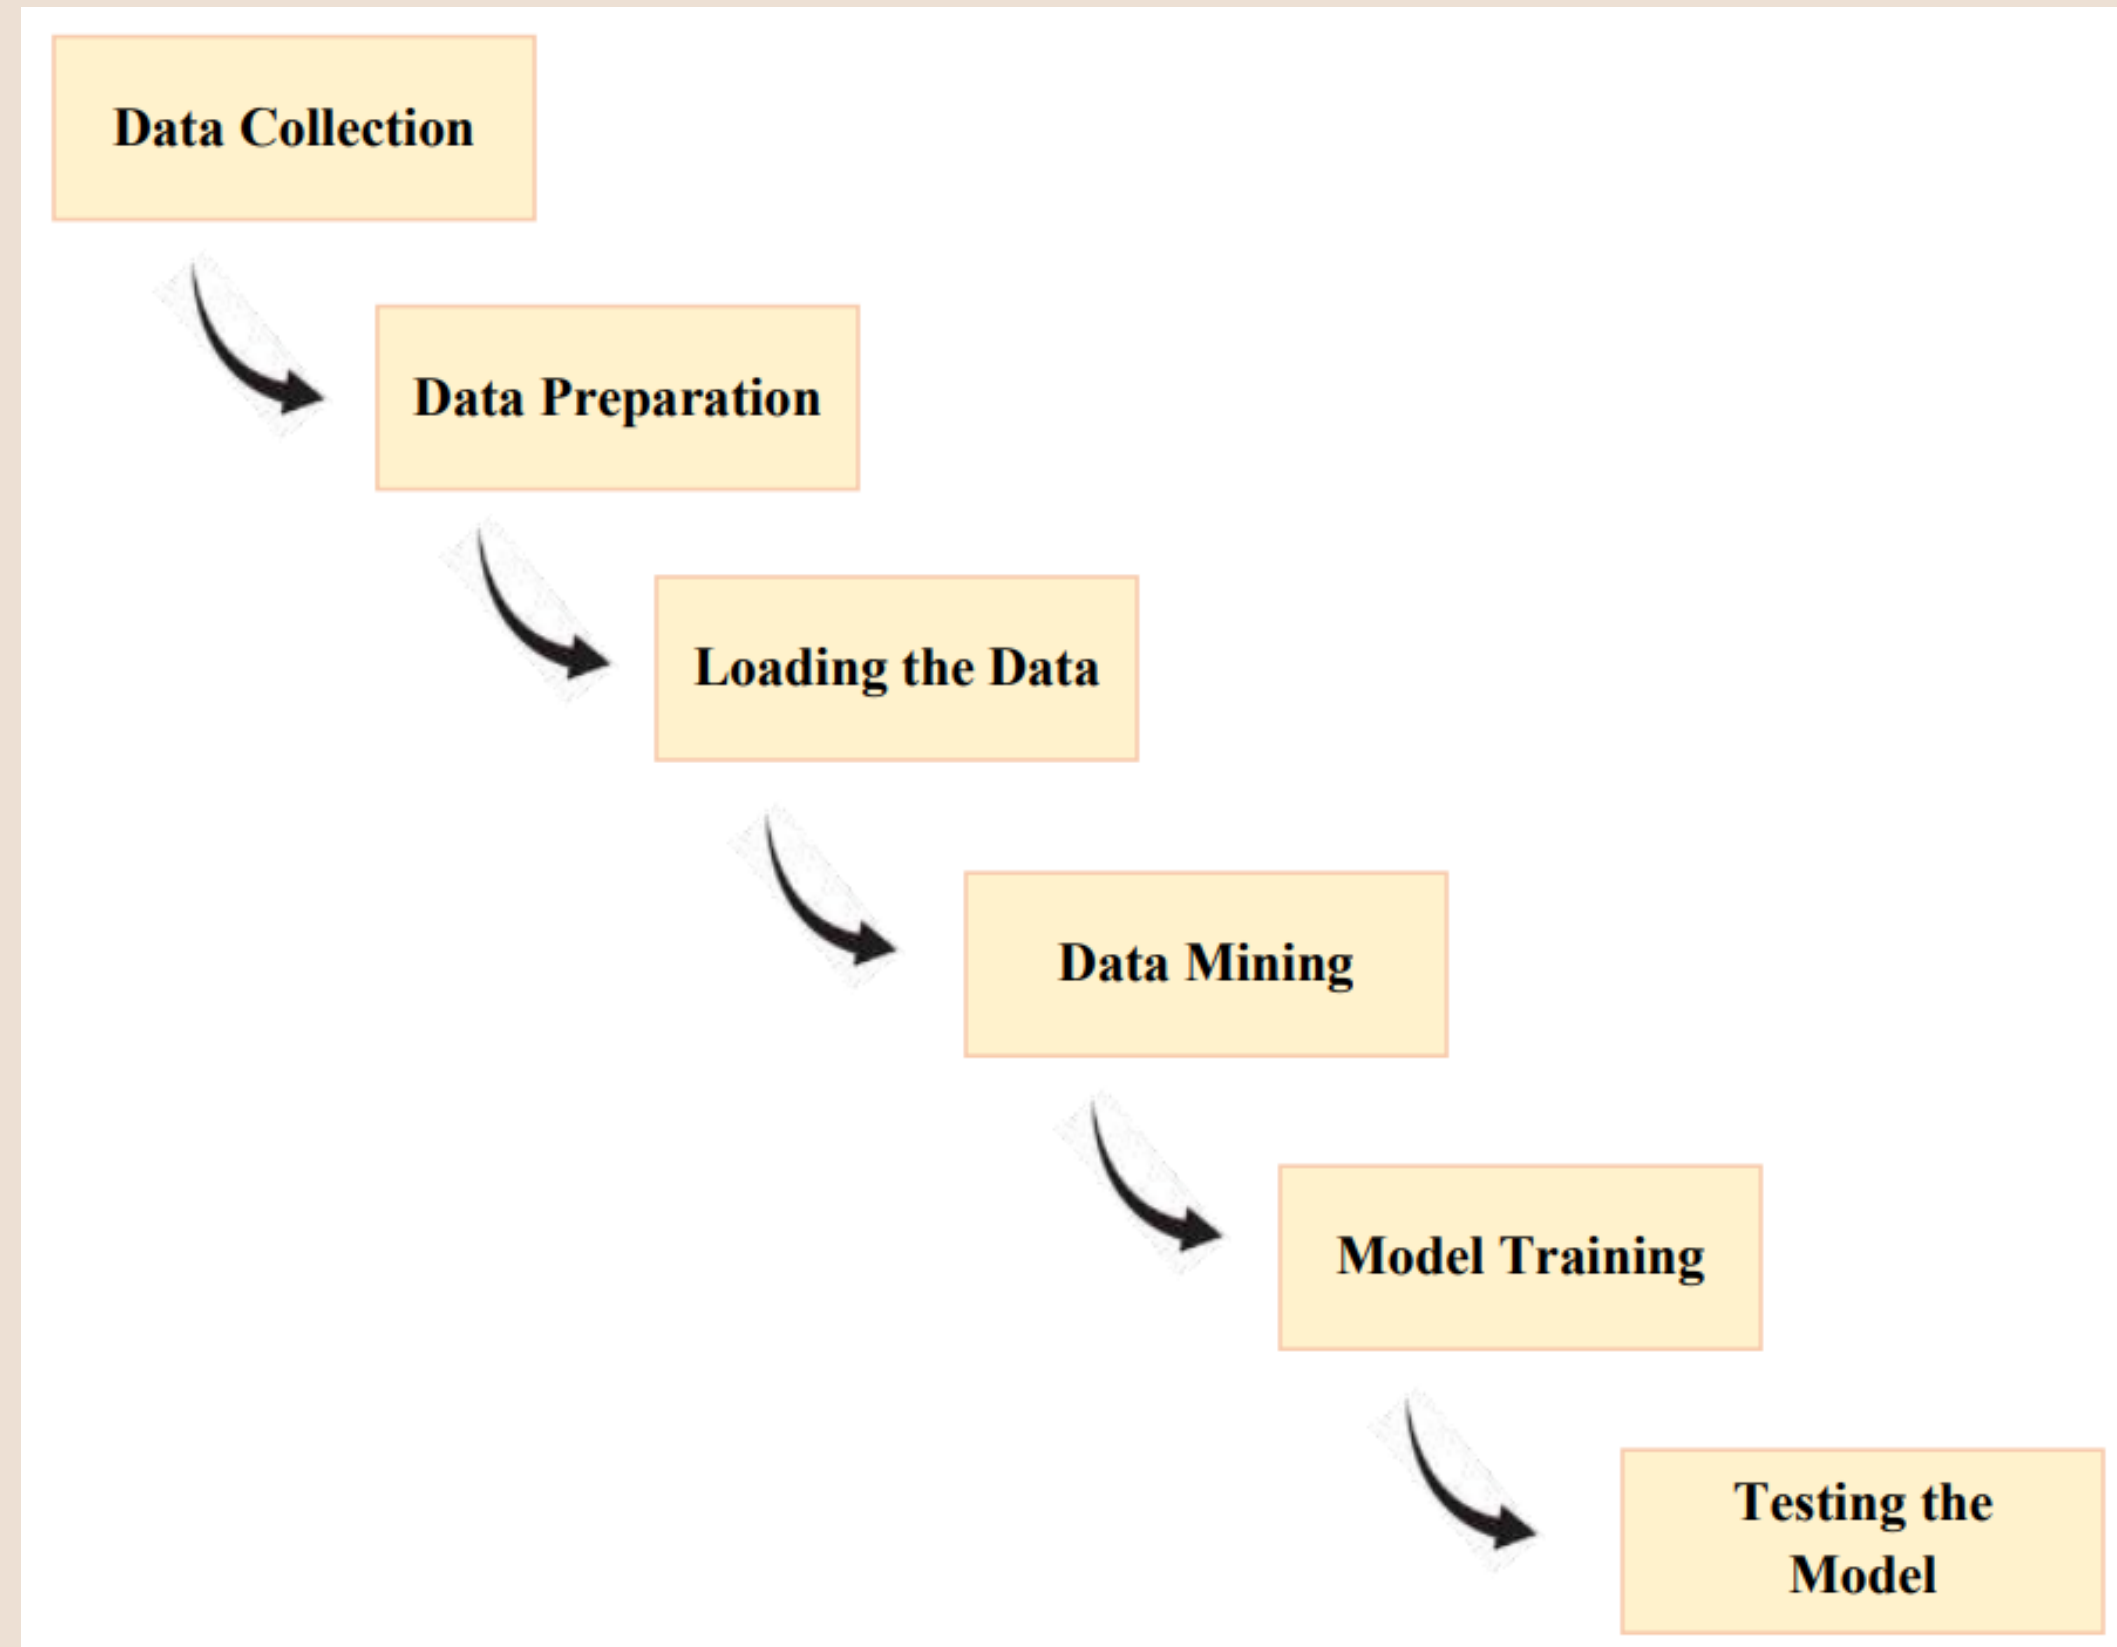 Data Collection
Data Preparation
Loading the Data
Data Mining
Model Training
Testing the
Model